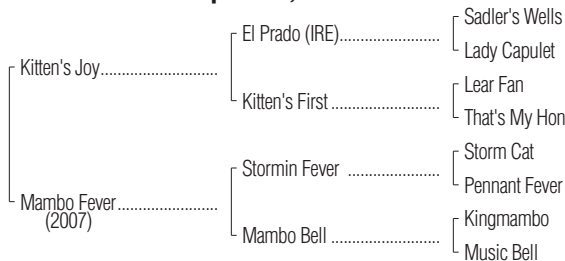 Sadler's Wells
El Prado (IRE)....................
Lady Capulet
Kitten's Joy........................
Lear Fan
Kitten's First ......................
That's My Hon
Storm Cat
Stormin Fever ..................
Pennant Fever
Mambo Fever....................
(2007)
Kingmambo
Mambo Bell ......................
Music Bell